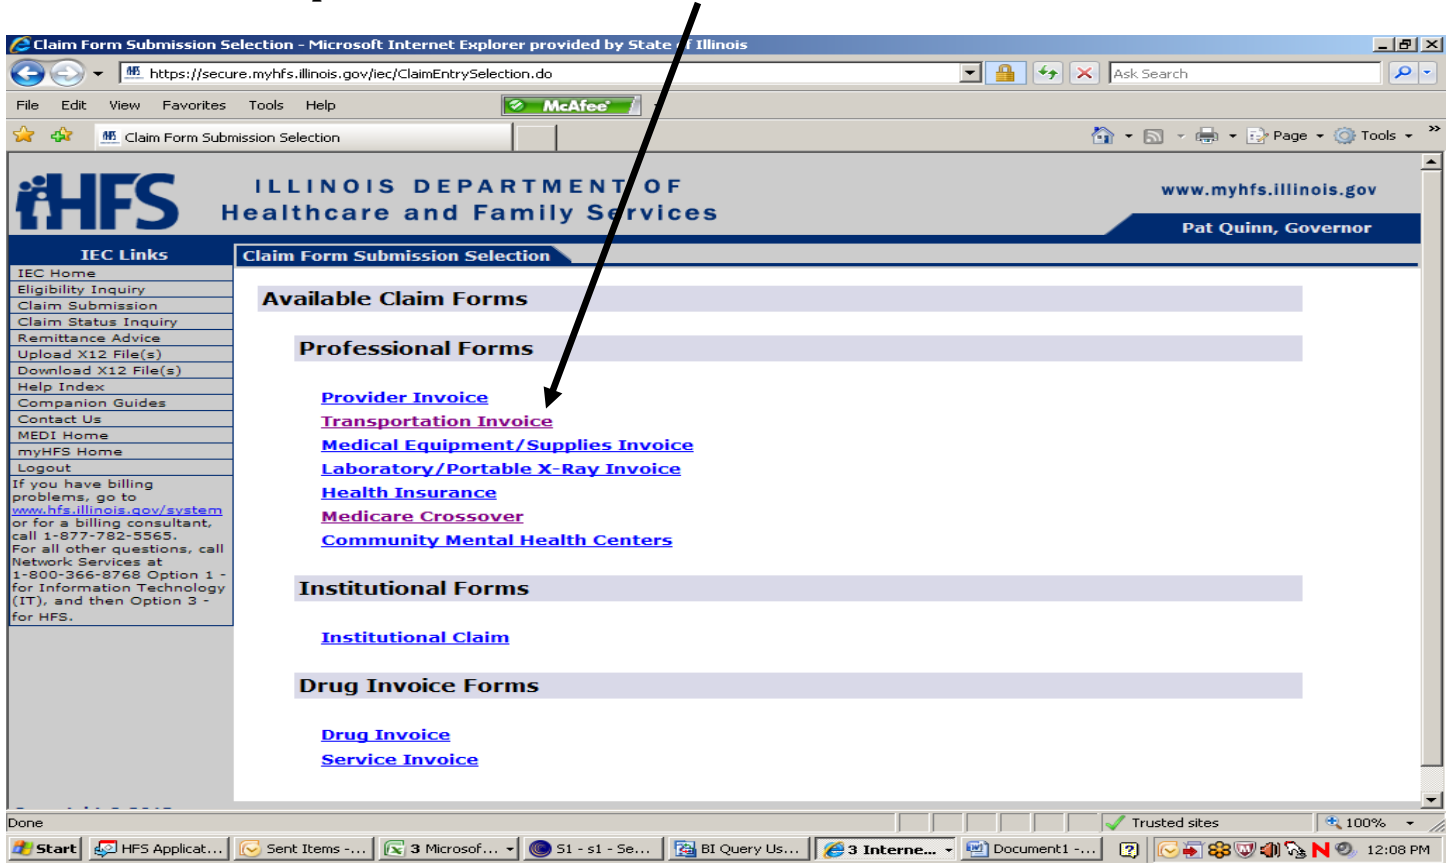 Claim Form Submission Selection - Microsoft Internet Explorer provided by State of Illinois
https://secure.myhfs.illinois.gov/iec/ClaimEntrySelection.do
Ask Search
File Edit View Favorites Tools Help
McAfee
Claim Form Submission Selection
Page Tools
HFS
ILLINOIS DEPARTMENT OF
Healthcare and Family Services
www.myhfs.illinois.gov
Pat Quinn, Governor
IEC Links
IEC Home
Eligibility Inquiry
Claim Submission
Claim Status Inquiry
Remittance Advice
Upload X12 File(s)
Download X12 File(s)
Help Index
Companion Guides
Contact Us
MEDI Home
myHFS Home
Logout
If you have billing
problems, go to
www.hfs.illinois.gov/system
or for a billing consultant,
call 1-877-782-5565.
For all other questions, call
Network Services at
1-800-366-8768 Option 1 -
for Information Technology
(IT), and then Option 3 -
for HFS.
Claim Form Submission Selection
Available Claim Forms
Professional Forms
Provider Invoice
Transportation Invoice
Medical Equipment/Supplies Invoice
Laboratory/Portable X-Ray Invoice
Health Insurance
Medicare Crossover
Community Mental Health Centers
Institutional Forms
Institutional Claim
Drug Invoice Forms
Drug Invoice
Service Invoice
Done
Trusted sites
100%
Start
HFS Applicat...
Sent Items -...
3 Microsof...
S1 - s1 - Se...
BI Query Us...
3 Interne...
Document1 -...
12:08 PM